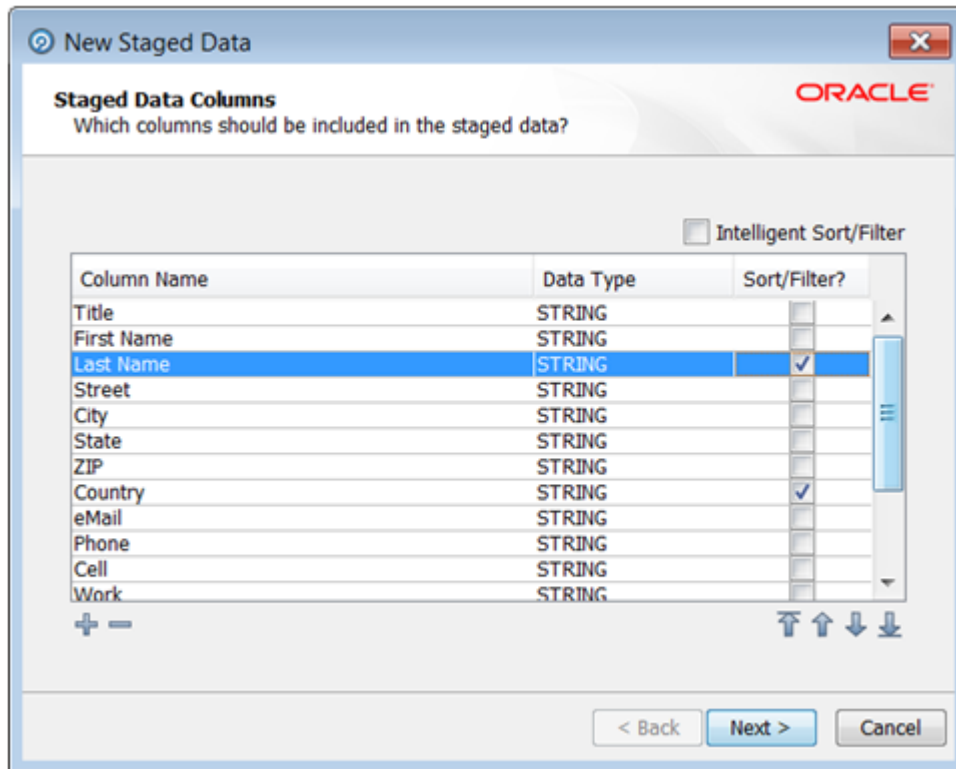 New Staged Data
Staged Data Columns
ORACLE
Which columns should be included in the staged data?
Intelligent Sort/Filter
Column Name Data Type Sort/Filter?
Title STRING
First Name STRING
Last Name STRING
Street STRING
City STRING
State STRING
ZIP STRING
Country STRING
eMail STRING
Phone STRING
Cell STRING
Work STRING
< Back Next > Cancel